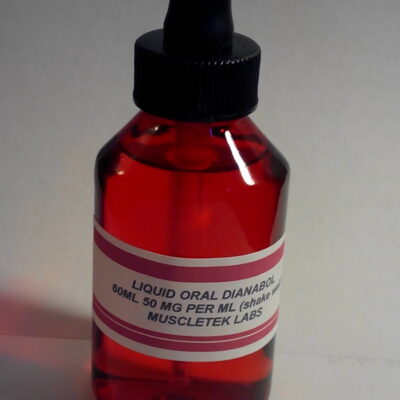 LIQUID ORAL DIANABOL
60ML 50 MG PER ML (shake
MUSCLETEK LABS